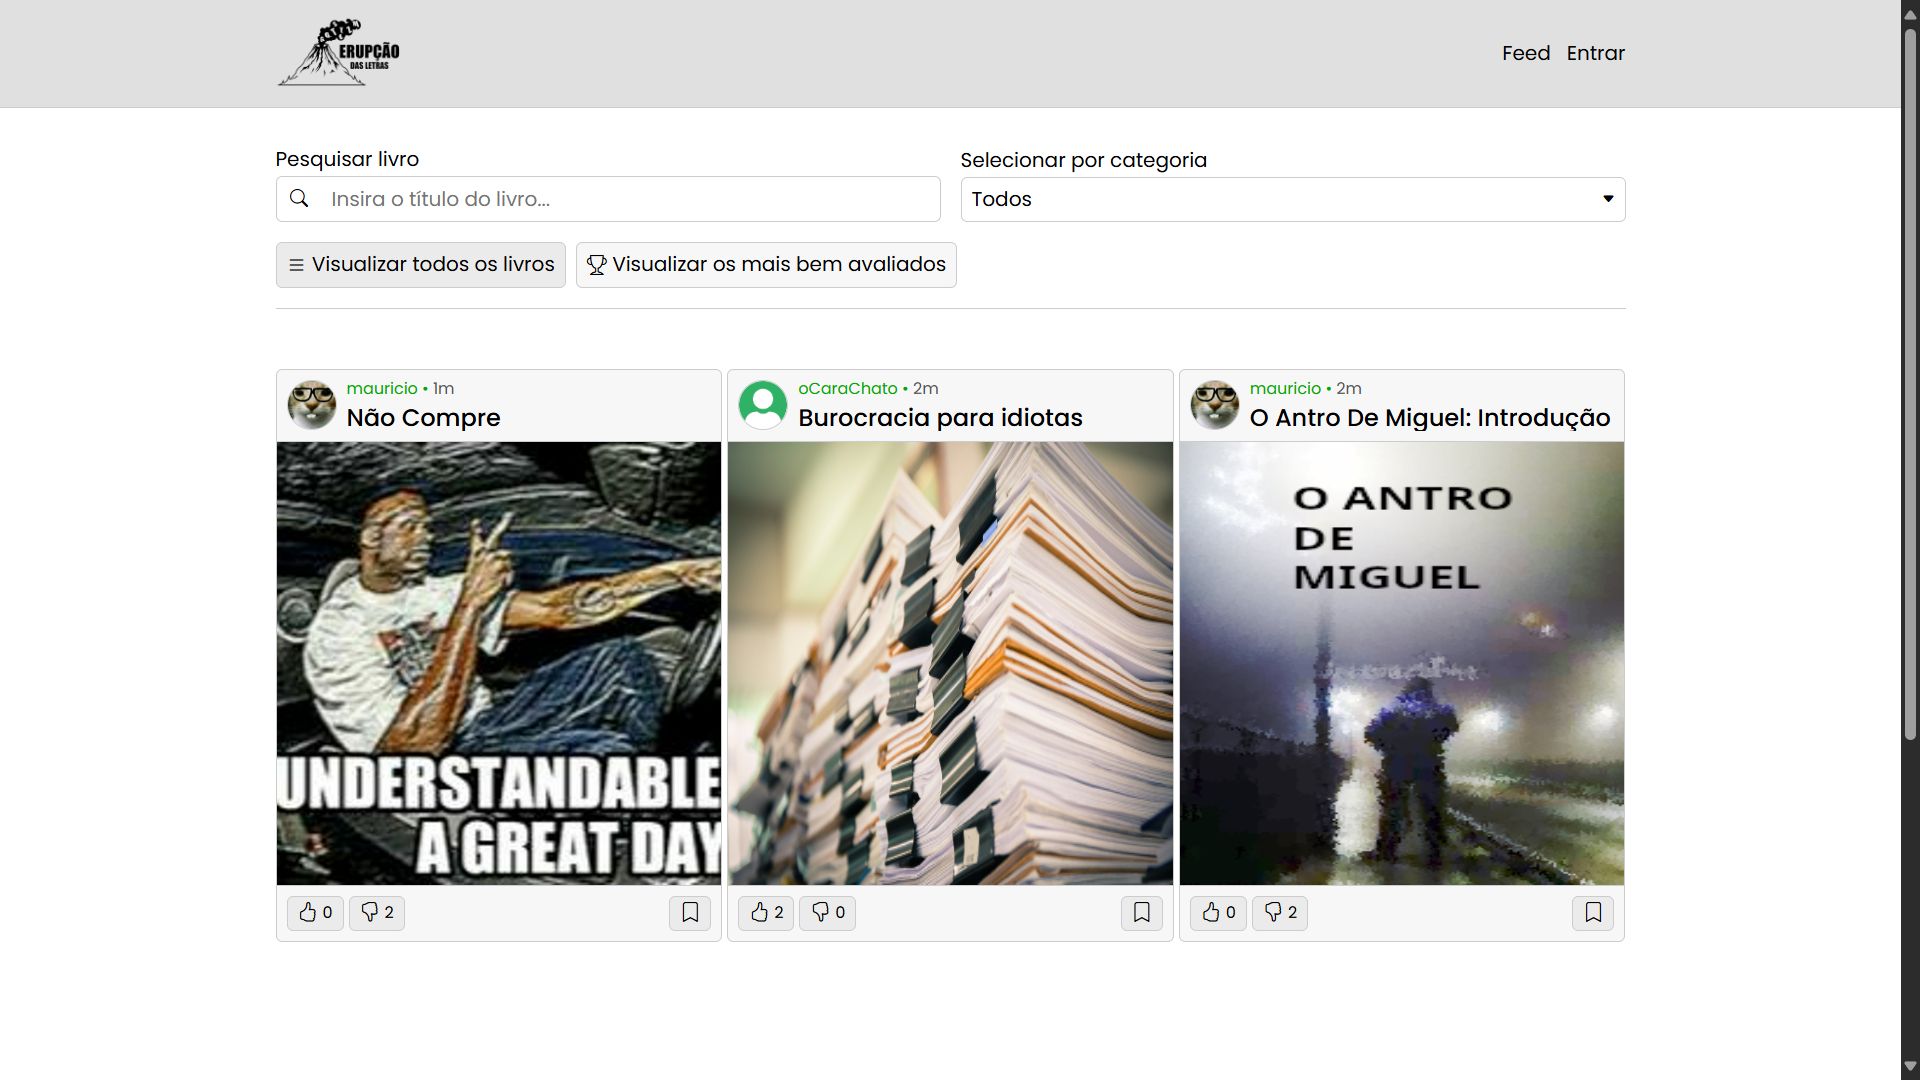 ERUPÇÃO
DAS LETRAS
Feed Entrar
Pesquisar livro
Insira o título do livro...
Selecionar por categoria
Todos
Visualizar todos os livros
Visualizar os mais bem avaliados
mauricio • 1m
Não Compre
UNDERSTANDABLE
A GREAT DAY
0 2
oCaraChato • 2m
Burocracia para idiotas
2 0
mauricio • 2m
O Antro De Miguel: Introdução
O ANTRO
DE
MIGUEL
0 2